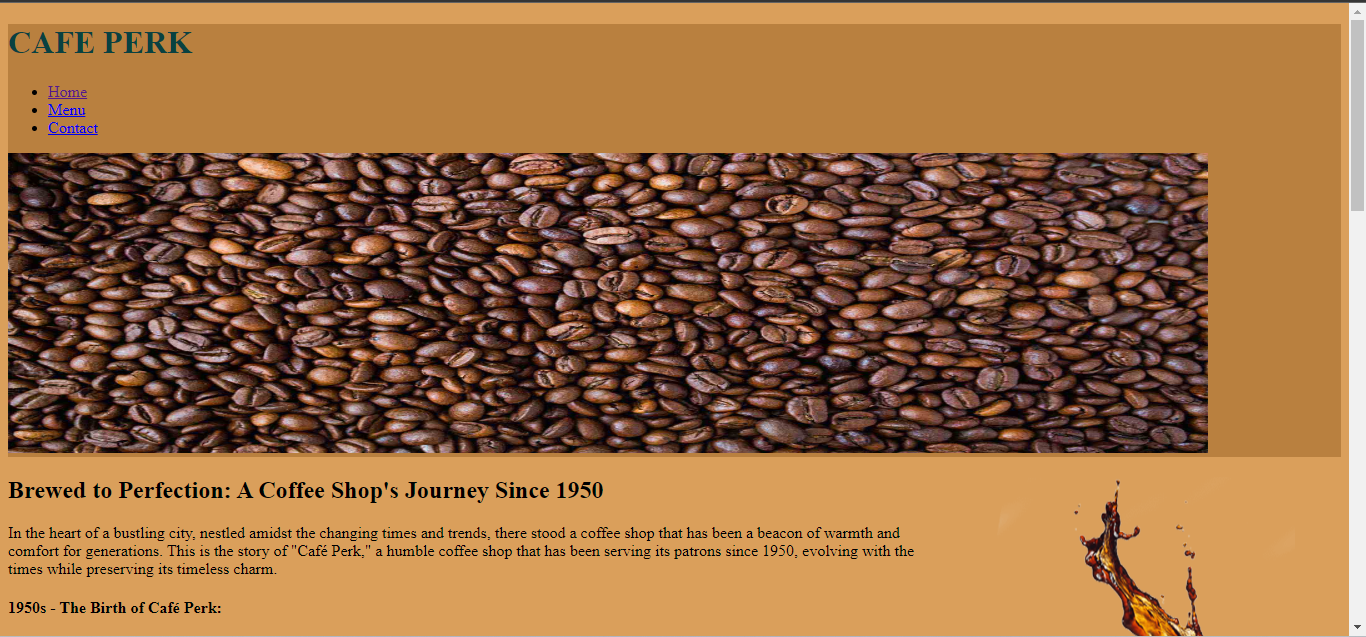 CAFE PERK
Home
Menu
Contact
Brewed to Perfection: A Coffee Shop's Journey Since 1950
In the heart of a bustling city, nestled amidst the changing times and trends, there stood a coffee shop that has been a beacon of warmth and
comfort for generations. This is the story of "Café Perk," a humble coffee shop that has been serving its patrons since 1950, evolving with the
times while preserving its timeless charm.
1950s - The Birth of Café Perk: